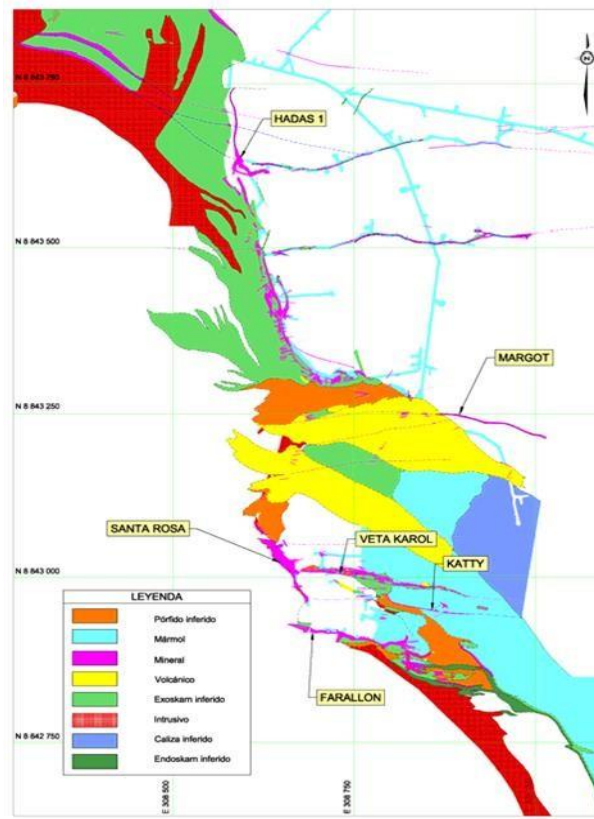 N 8 843 750
HADAS 1
N 8 843 500
MARGOT
N 8 843 250
SANTA ROSA
VETA KAROL
KATTY
N 8 843 000
LEYENDA
Pórfido inferido
Mármol
Mineral
Volcánico
Exoskarn inferido
Intrusivo
Caliza inferido
Endoskarn inferido
FARALLON
N 8 842 750
E 308 500
E 308 750